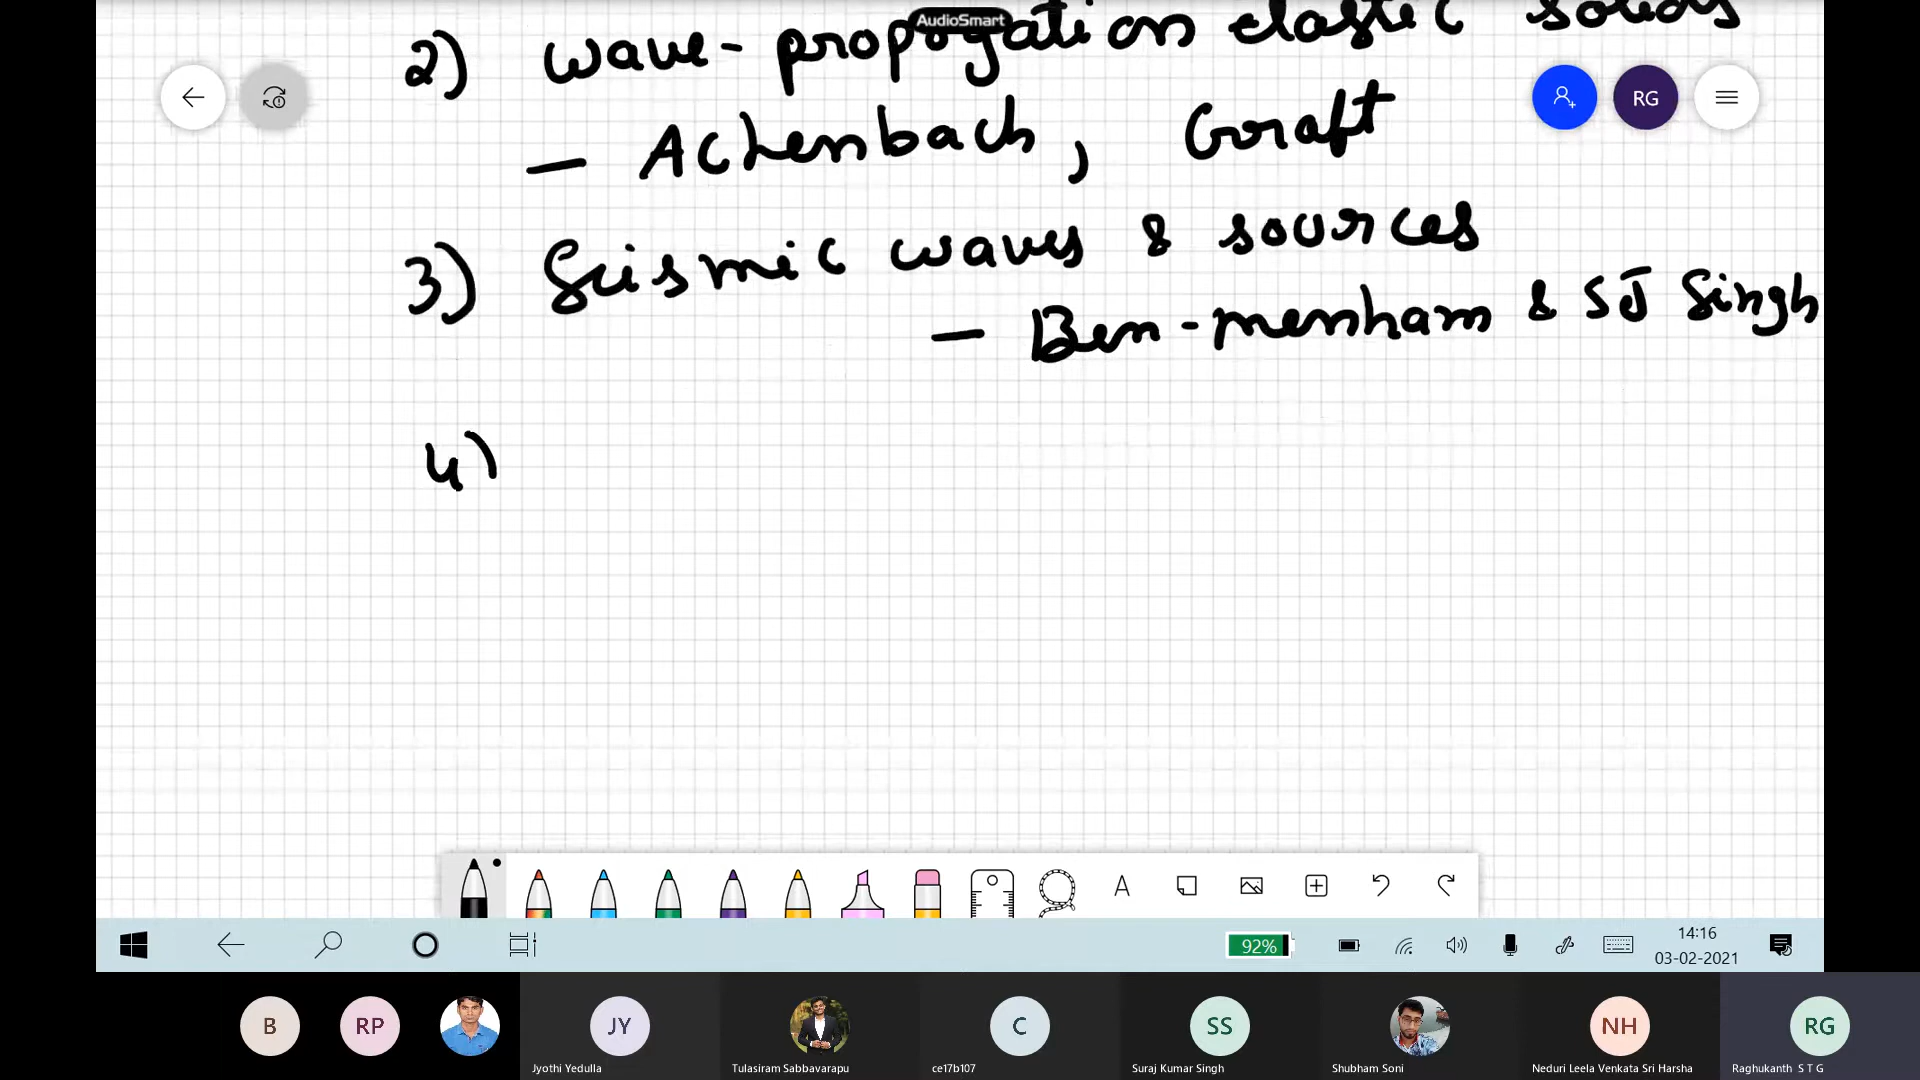 AudioSmart
2) wave-propogation elastic solids
RG
- Achenbach, Graft
3) Seismic waves & sources
- Ben-menham & SJ Singh
4)
A
92%
14:16
03-02-2021
B RP JY C SS NH RG
Jyothi Yedulla Tulasiram Sabbavarapu ce17b107 Suraj Kumar Singh Shubham Soni Neduri Leela Venkata Sri Harsha Raghukanth S T G